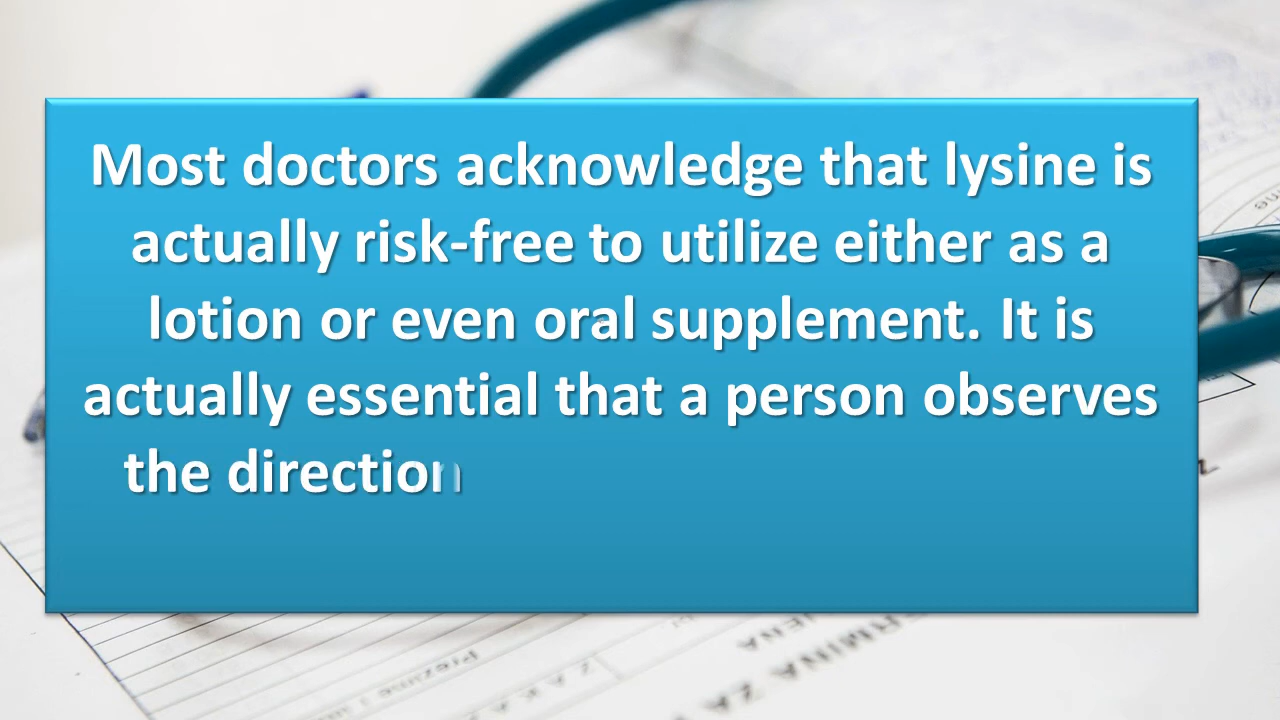 Most doctors acknowledge that lysine is
actually risk-free to utilize either as a
lotion or even oral supplement. It is
actually essential that a person observes
the direction